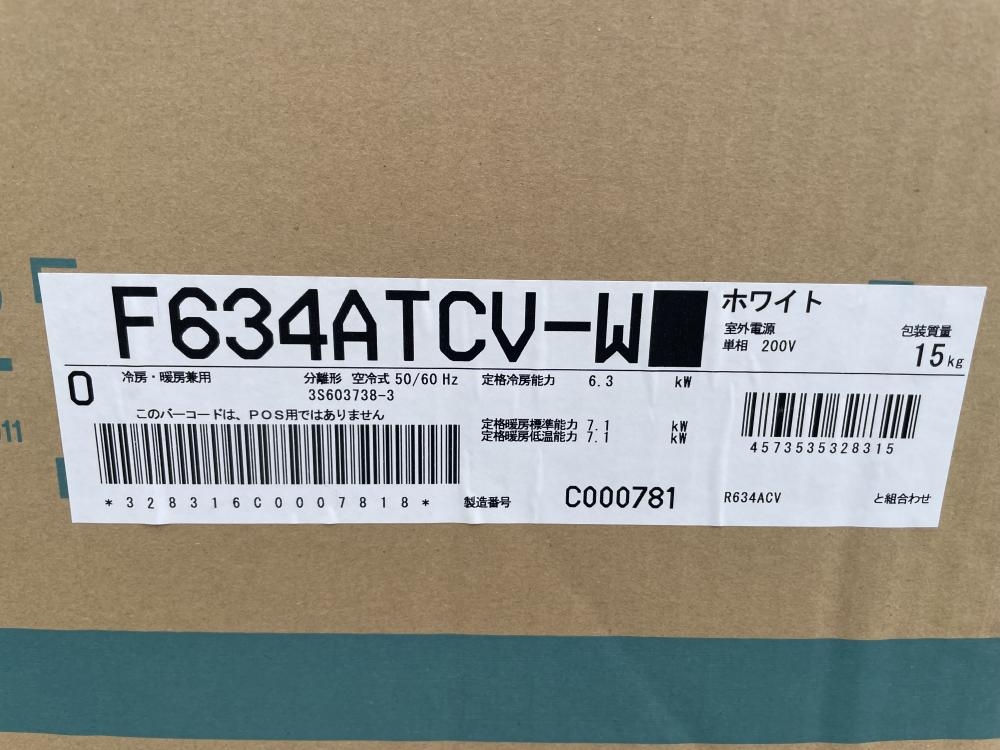 F634ATCV-W■
ホワイト
室外電源
単相 200V
包装質量
15kg
0
冷房・暖房兼用
分離形 空冷式 50/60 Hz
3S603738-3
定格冷房能力 6.3 kW
このバーコードは、POS用ではありません
定格暖房標準能力 7.1 kW
定格暖房低温能力 7.1 kW
4573535328315
*328316C0007818*
製造番号 C000781
R634ACV と組合わせ
011